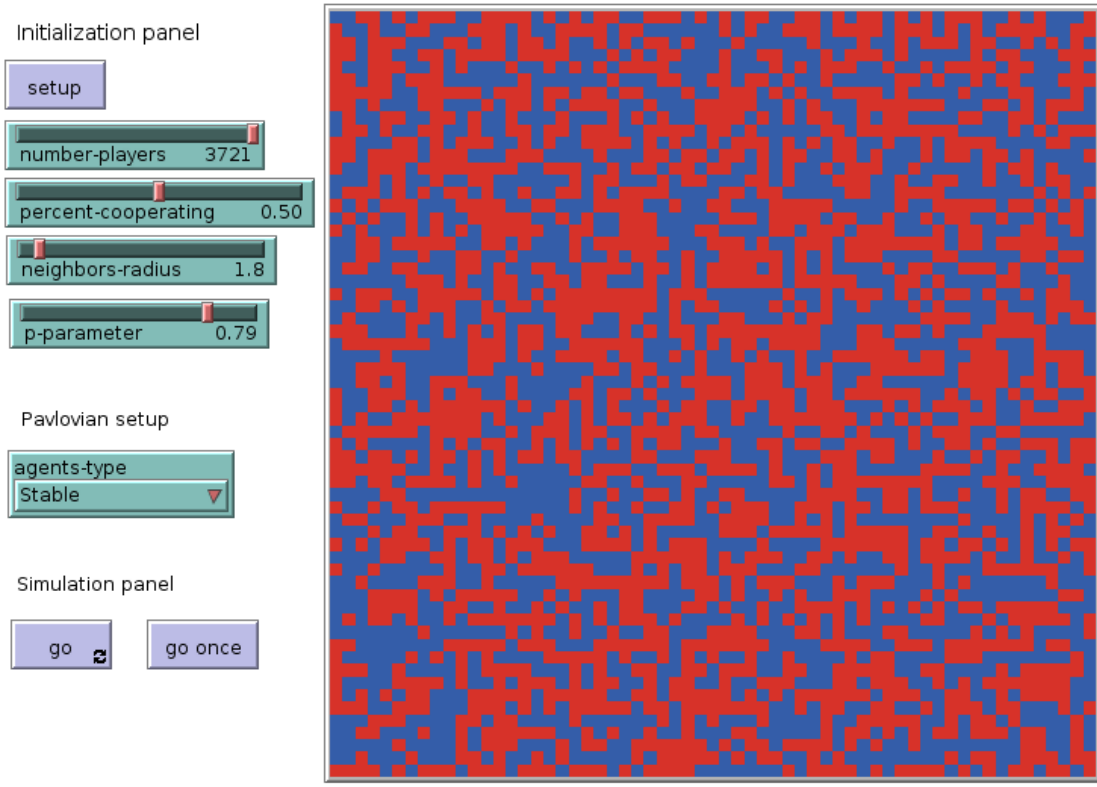 Initialization panel
setup
number-players 3721
percent-cooperating 0.50
neighbors-radius 1.8
p-parameter 0.79
Pavlovian setup
agents-type
Stable
Simulation panel
go go once